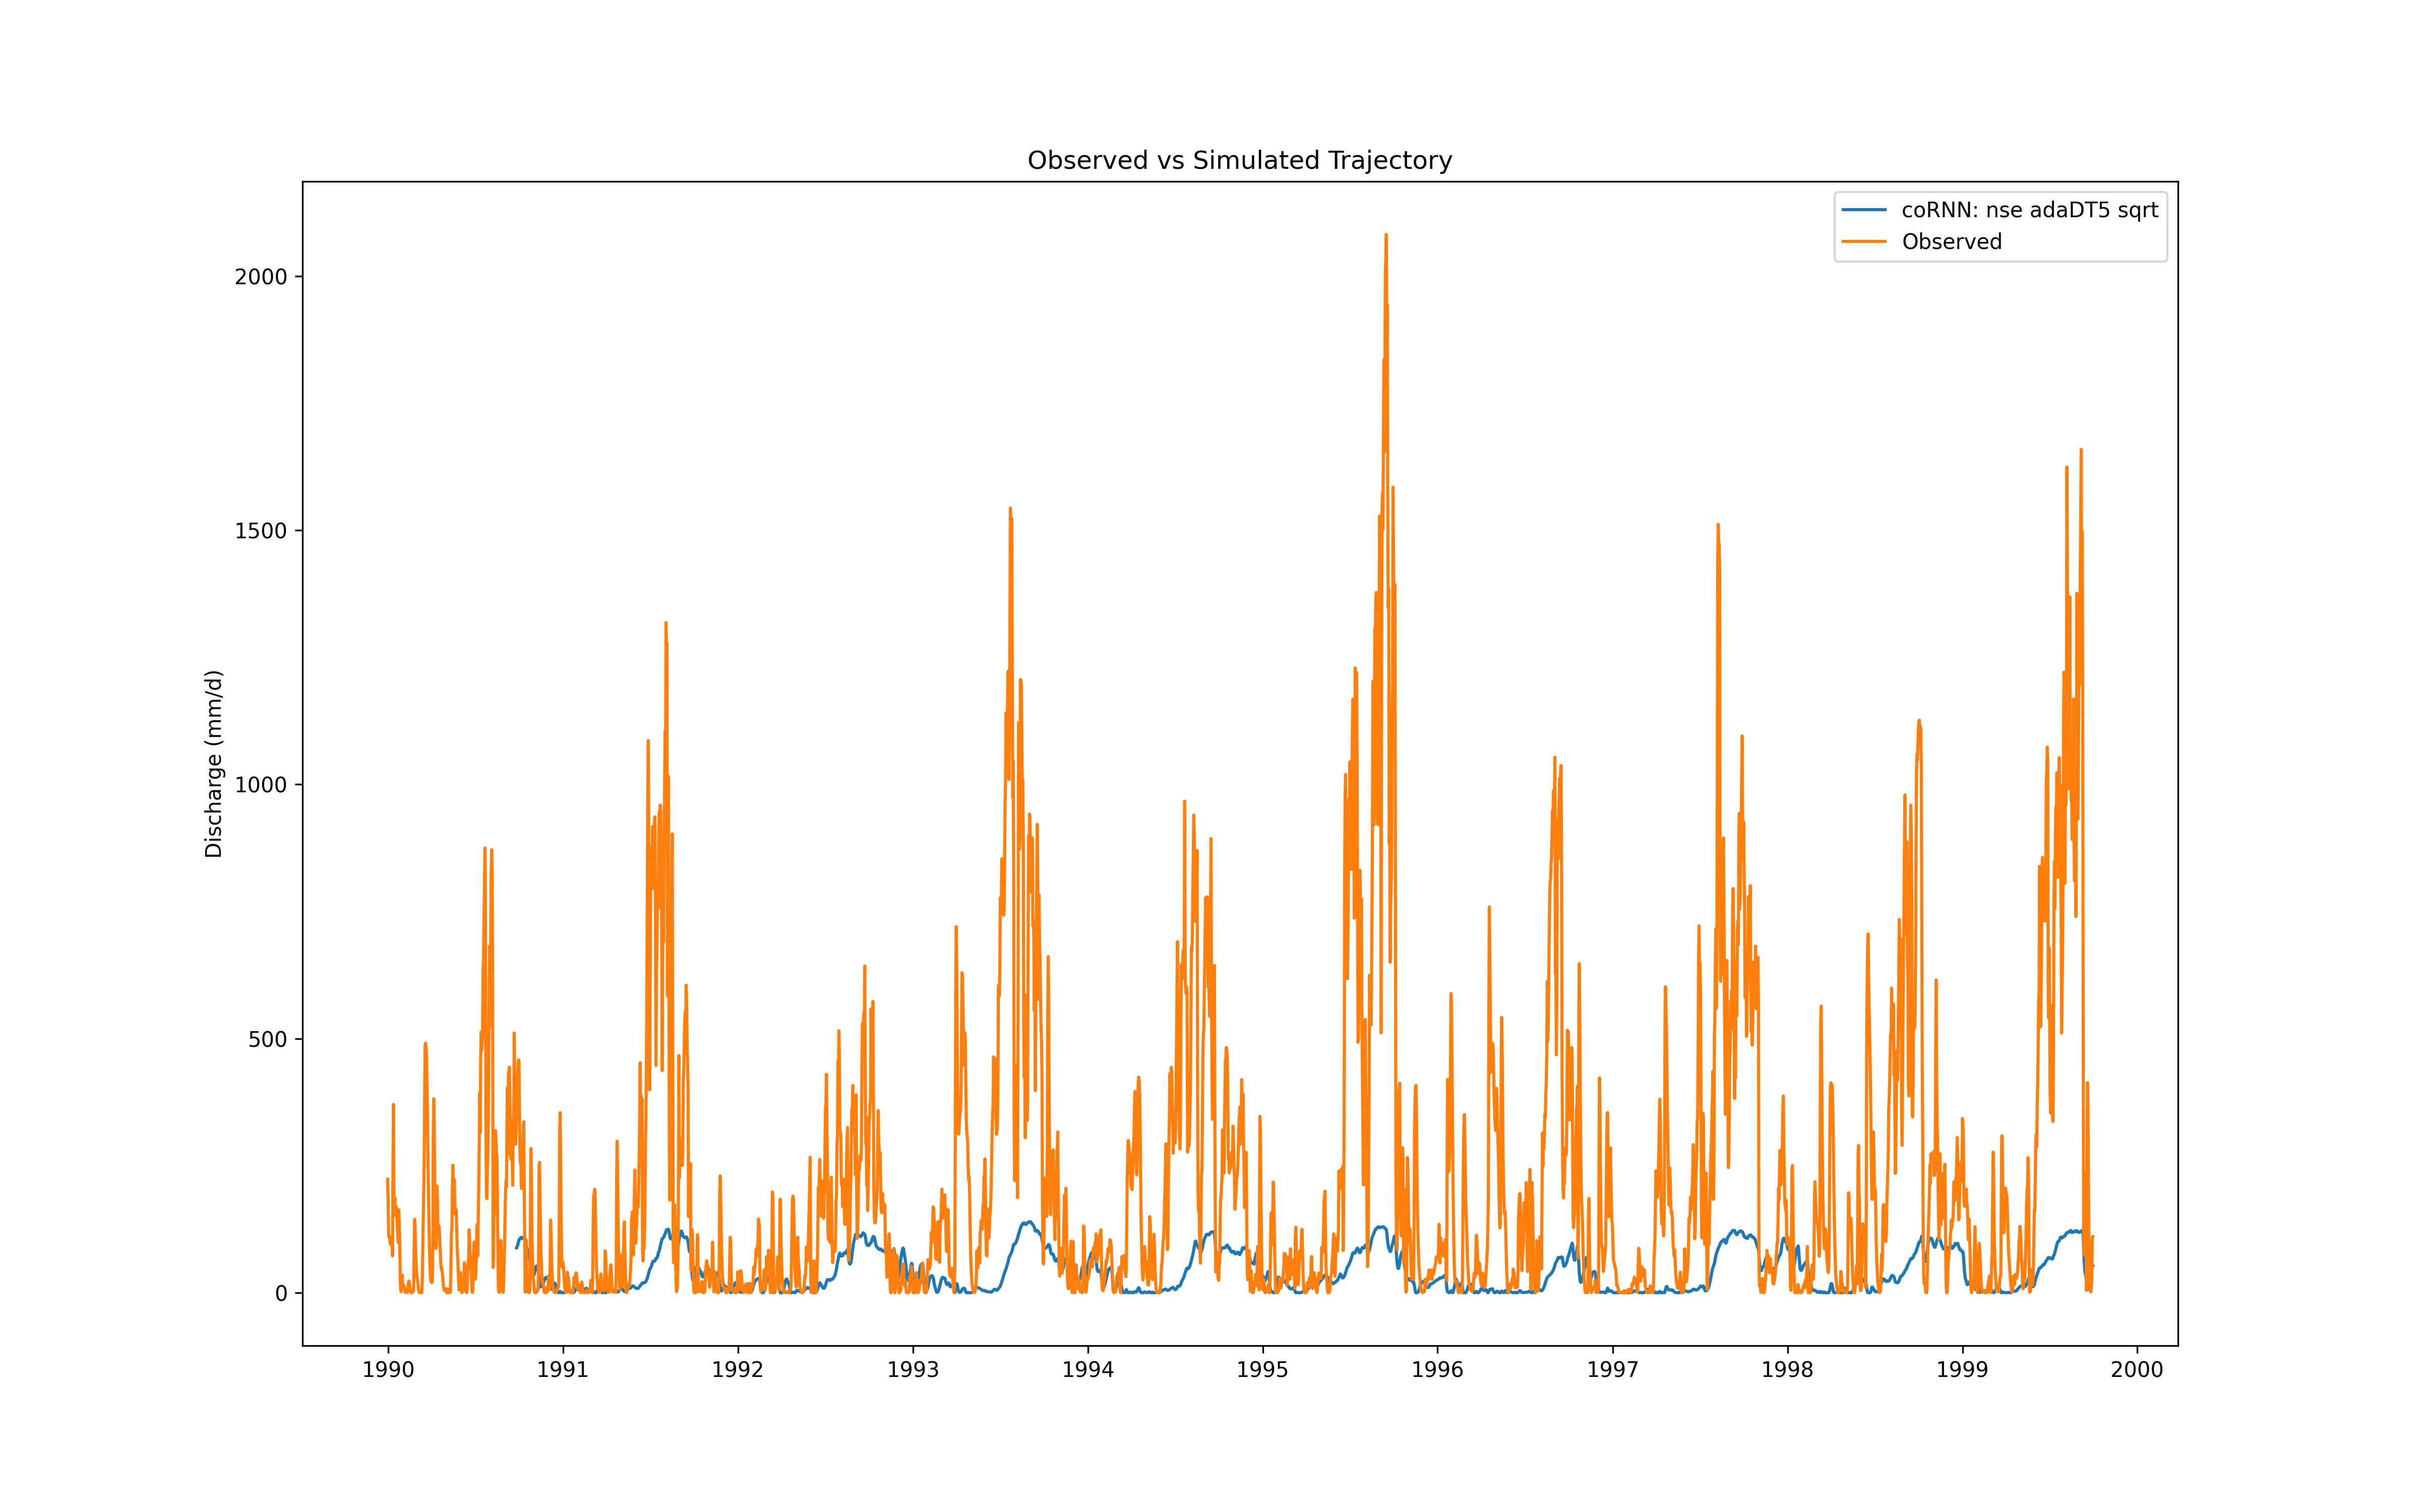 Observed vs Simulated Trajectory
coRNN: nse adaDT5 sqrt
Observed
Discharge (mm/d)
2000
1500
1000
500
0
1990 1991 1992 1993 1994 1995 1996 1997 1998 1999 2000